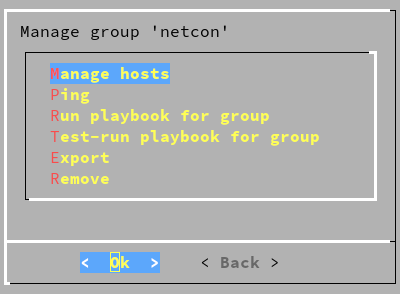 Manage group 'netcon'
Manage hosts
Ping
Run playbook for group
Test-run playbook for group
Export
Remove
< Ok > < Back >